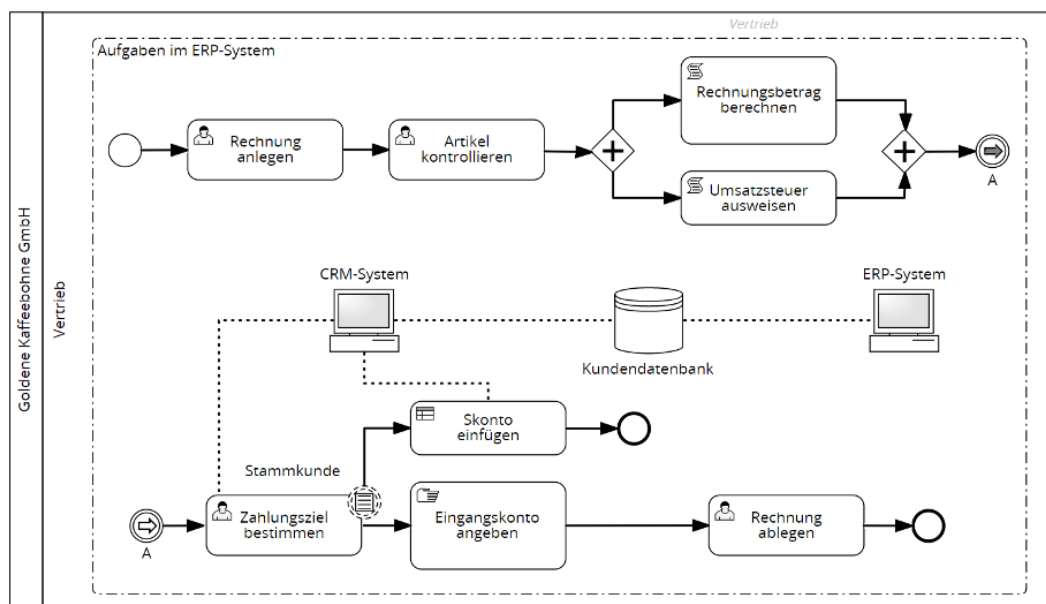 Vertrieb
Aufgaben im ERP-System
Goldene Kaffeebohne GmbH
Vertrieb
Rechnung
anlegen
Artikel
kontrollieren
Rechnungsbetrag
berechnen
Umsatzsteuer
ausweisen
A
CRM-System
Kundendatenbank
ERP-System
Skonto
einfügen
Stammkunde
A
Zahlungsziel
bestimmen
Eingangskonto
angeben
Rechnung
ablegen